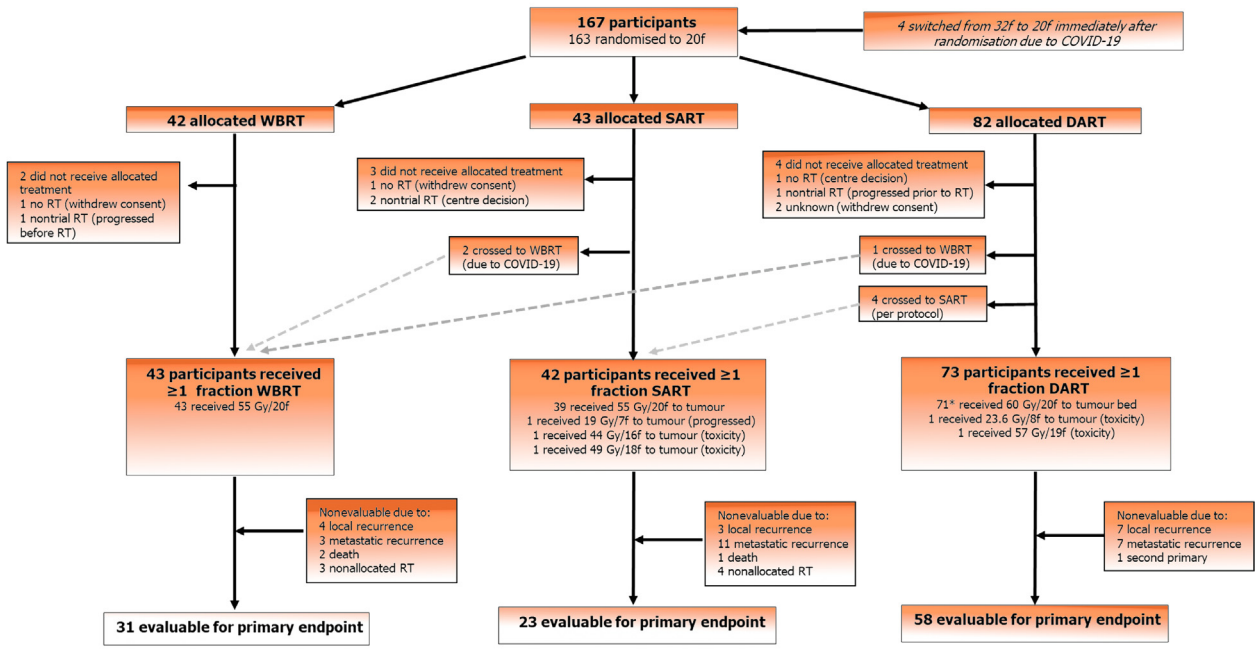 167 participants
163 randomised to 20f
4 switched from 32f to 20f immediately after
randomisation due to COVID-19
42 allocated WBRT
43 allocated SART
82 allocated DART
2 did not receive allocated
treatment
1 no RT (withdrew consent)
1 nontrial RT (progressed
before RT)
3 did not receive allocated treatment
1 no RT (withdrew consent)
2 nontrial RT (centre decision)
4 did not receive allocated treatment
1 no RT (centre decision)
1 nontrial RT (progressed prior to RT)
2 unknown (withdrew consent)
2 crossed to WBRT
(due to COVID-19)
1 crossed to WBRT
(due to COVID-19)
4 crossed to SART
(per protocol)
43 participants received
≥1 fraction WBRT
43 received 55 Gy/20f
42 participants received ≥1
fraction SART
39 received 55 Gy/20f to tumour
1 received 19 Gy/7f to tumour (progressed)
1 received 44 Gy/16f to tumour (toxicity)
1 received 49 Gy/18f to tumour (toxicity)
73 participants received ≥1
fraction DART
71* received 60 Gy/20f to tumour bed
1 received 23.6 Gy/8f to tumour (toxicity)
1 received 57 Gy/19f (toxicity)
Nonevaluable due to:
4 local recurrence
3 metastatic recurrence
2 death
3 nonallocated RT
Nonevaluable due to:
3 local recurrence
11 metastatic recurrence
1 death
4 nonallocated RT
Nonevaluable due to:
7 local recurrence
7 metastatic recurrence
1 second primary
31 evaluable for primary endpoint
23 evaluable for primary endpoint
58 evaluable for primary endpoint